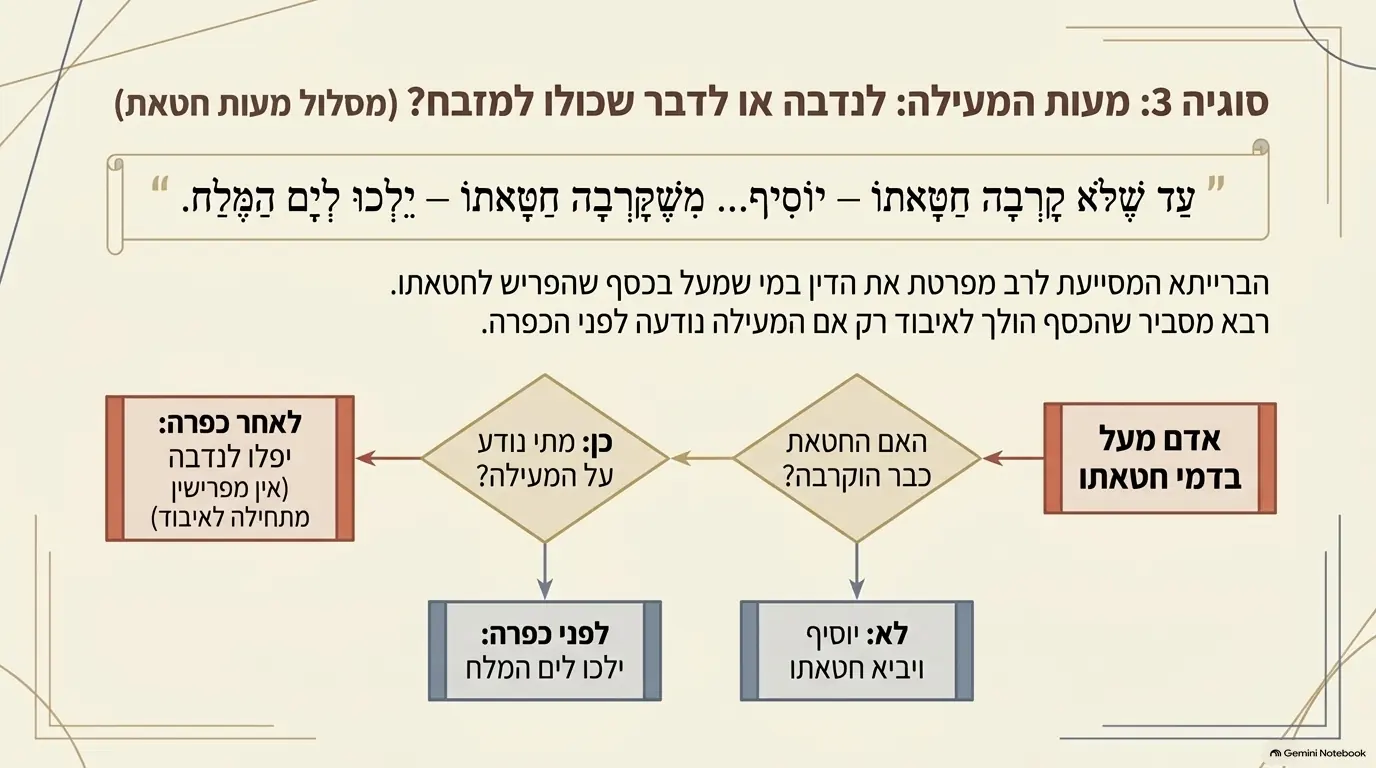 סוגיה 3: מעות המעילה: לנדבה או לדבר שכולו למזבח? (מסלול מעות חטאת)
” עַד שֶׁלֹּא קָרְבָה חַטָּאתוֹ – יוֹסִיף... מִשֶּׁקָּרְבָה חַטָּאתוֹ – יֵלְכוּ לְיָם הַמֶּלַח. “
הברייתא המסייעת לרב מפרטת את הדין במי שמעל בכסף שהפריש לחטאתו.
רבא מסביר שהכסף הולך לאיבוד רק אם המעילה נודעה לפני הכפרה.
אדם מעל
בדמי חטאתו
האם החטאת
כבר הוקרבה?
כן: מתי נודע
על המעילה?
לאחר כפרה:
יפלו לנדבה
(אין מפרישין
מתחילה לאיבוד)
לא: יוסיף
ויביא חטאתו
לפני כפרה:
ילכו לים המלח
Gemini Notebook